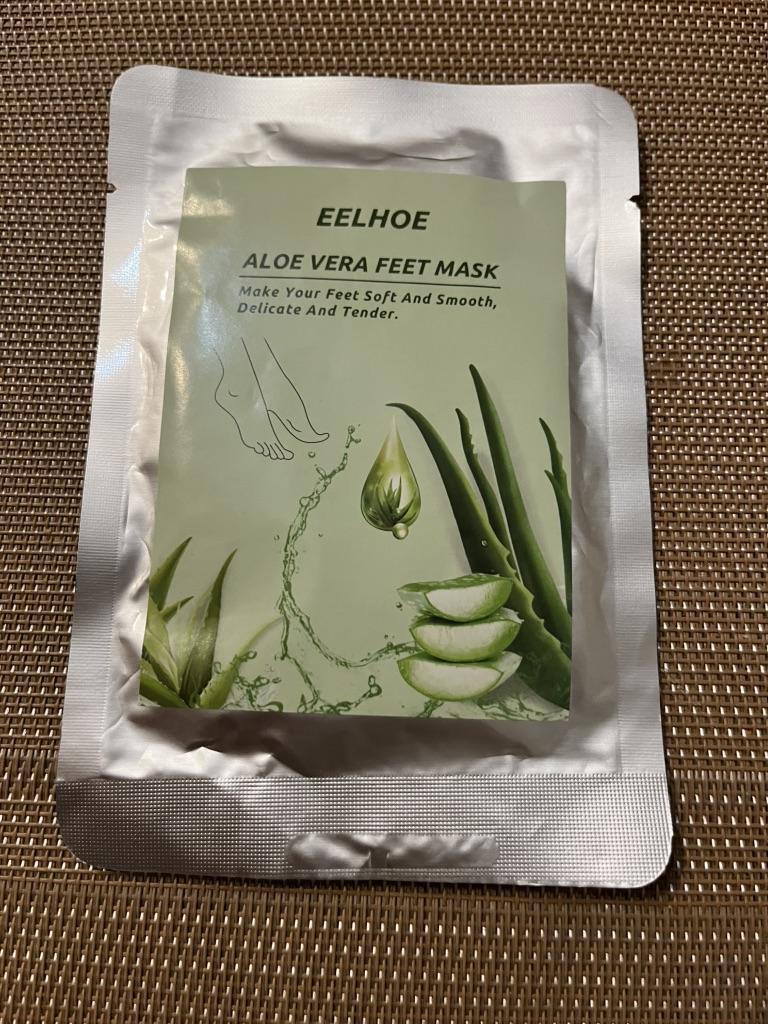 EELHOE
ALOE VERA FEET MASK
Make Your Feet Soft And Smooth,
Delicate And Tender.